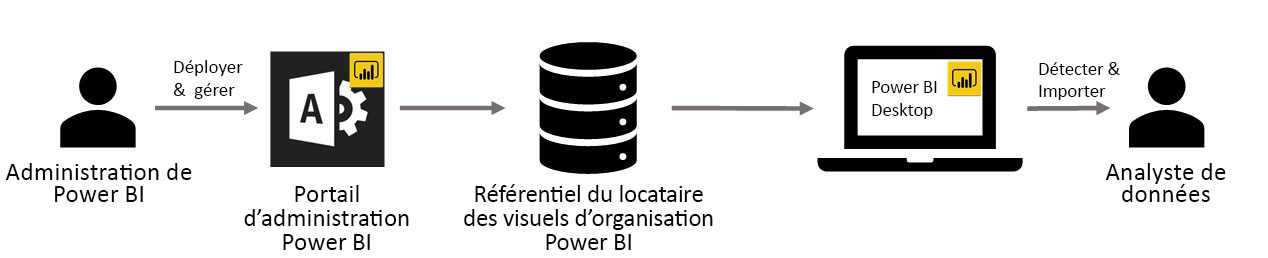 Déployer
& gérer
Administration de
Power BI
A
Portail
d’administration
Power BI
Référentiel du locataire
des visuels d’organisation
Power BI
Power BI
Desktop
Détecter &
Importer
Analyste de
données